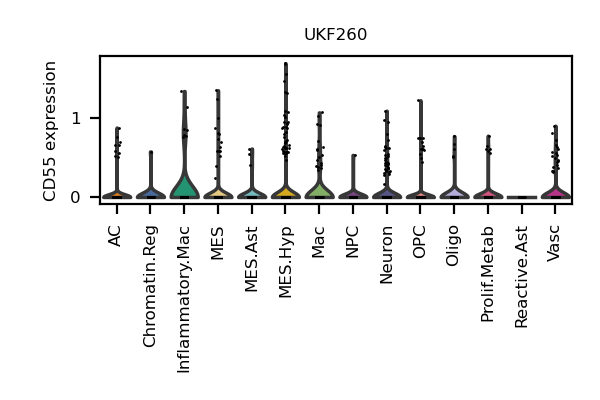 UKF260
CD55 expression
1
0
AC
Chromatin.Reg
Inflammatory.Mac
MES
MES.Ast
MES.Hyp
Mac
NPC
Neuron
OPC
Oligo
Prolif.Metab
Reactive.Ast
Vasc